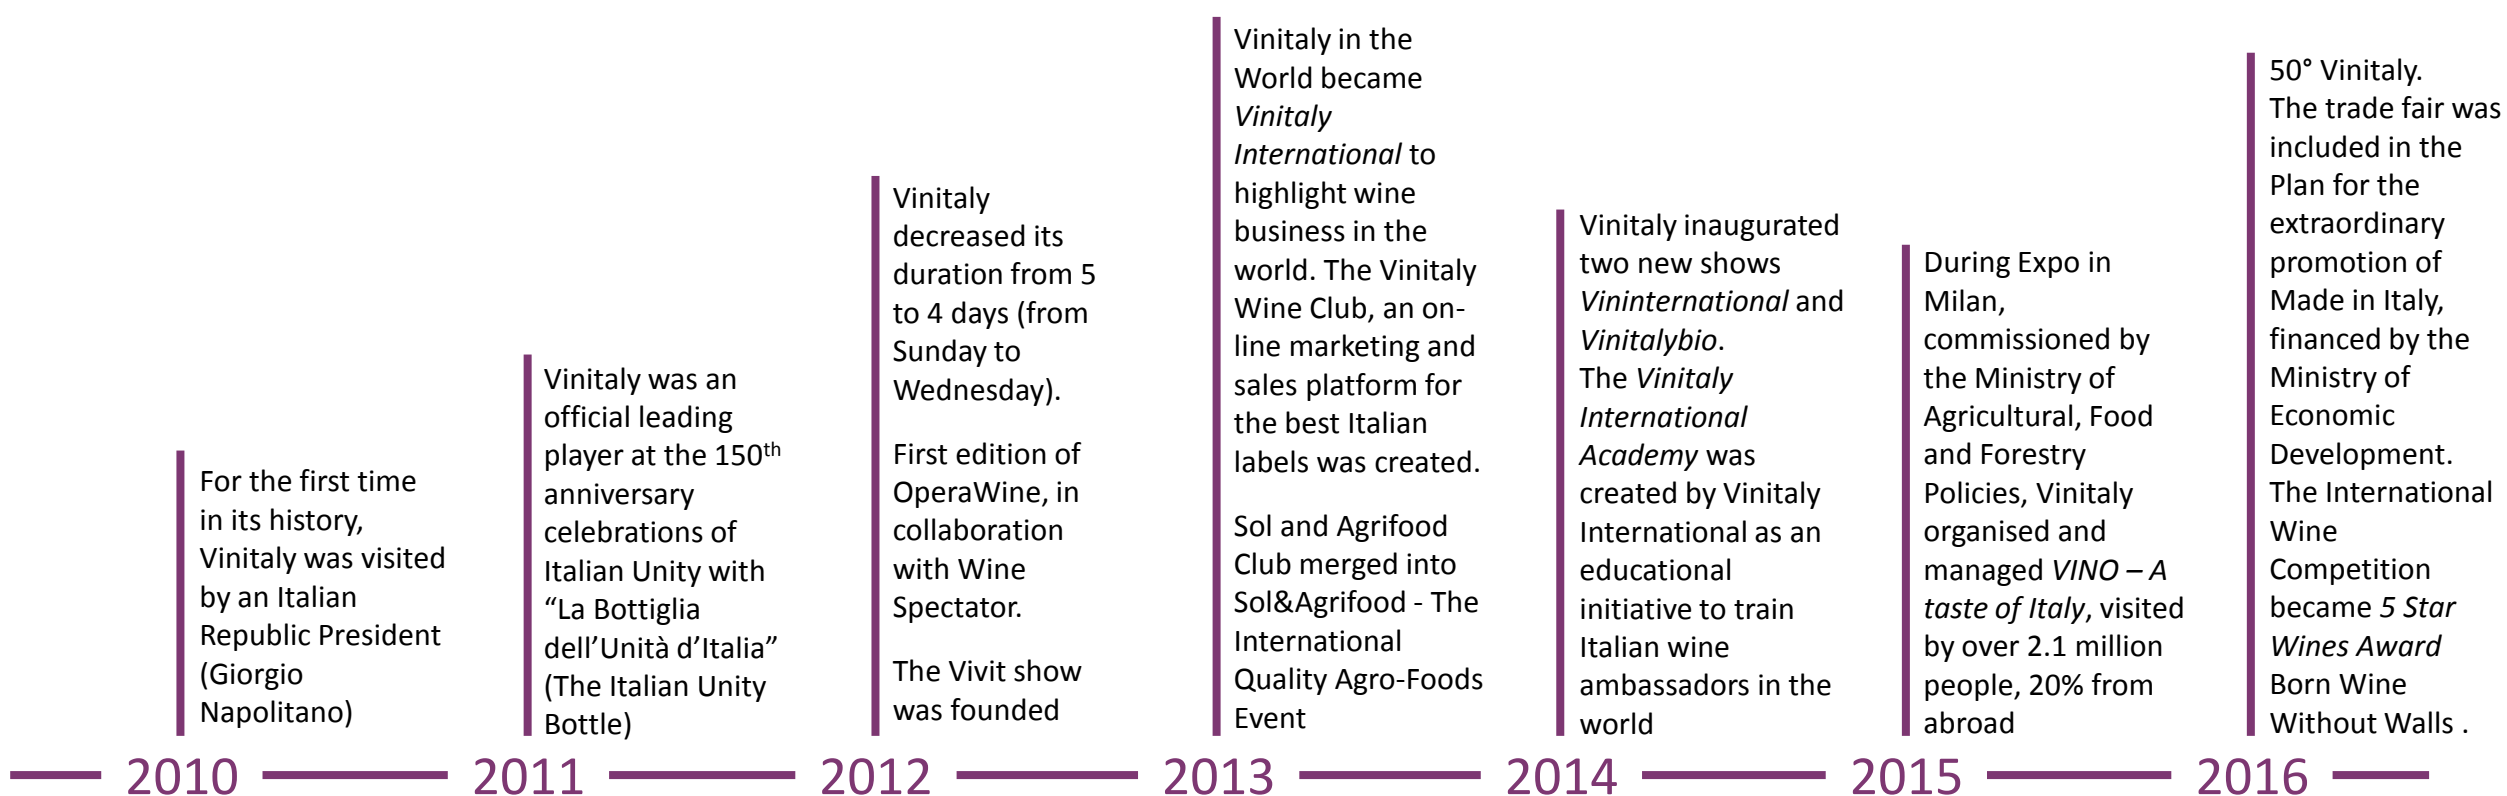 For the first time
in its history,
Vinitaly was visited
by an Italian
Republic President
(Giorgio
Napolitano)
2010
Vinitaly was an
official leading
player at the 150th
anniversary
celebrations of
Italian Unity with
“La Bottiglia
dell’Unità d’Italia”
(The Italian Unity
Bottle)
2011
Vinitaly
decreased its
duration from 5
to 4 days (from
Sunday to
Wednesday).
First edition of
OperaWine, in
collaboration
with Wine
Spectator.
The Vivit show
was founded
2012
Vinitaly in the
World became
Vinitaly
International to
highlight wine
business in the
world. The Vinitaly
Wine Club, an on-
line marketing and
sales platform for
the best Italian
labels was created.
Sol and Agrifood
Club merged into
Sol&Agrifood - The
International
Quality Agro-Foods
Event
2013
Vinitaly inaugurated
two new shows
Vininternational and
Vinitalybio.
The Vinitaly
International
Academy was
created by Vinitaly
International as an
educational
initiative to train
Italian wine
ambassadors in the
world
2014
During Expo in
Milan,
commissioned by
the Ministry of
Agricultural, Food
and Forestry
Policies, Vinitaly
organised and
managed VINO – A
taste of Italy, visited
by over 2.1 million
people, 20% from
abroad
2015
50° Vinitaly.
The trade fair was
included in the
Plan for the
extraordinary
promotion of
Made in Italy,
financed by the
Ministry of
Economic
Development.
The International
Wine
Competition
became 5 Star
Wines Award
Born Wine
Without Walls .
2016